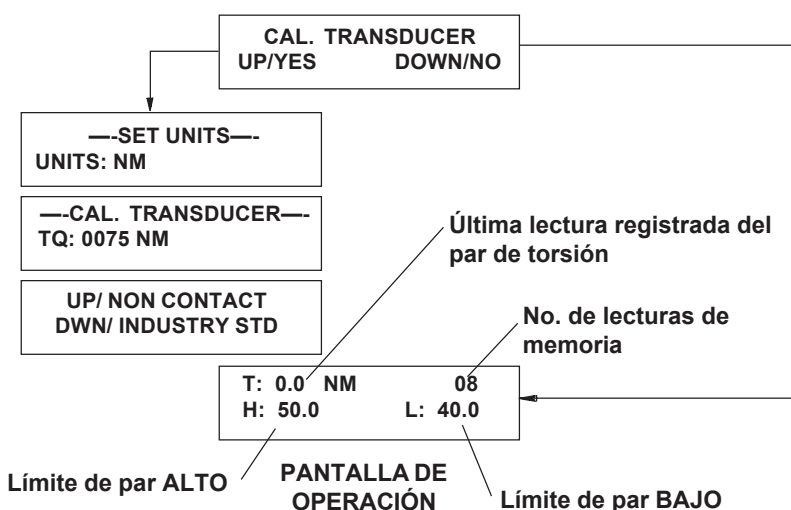 CAL. TRANSDUCER
UP/YES DOWN/NO
—-SET UNITS—-
UNITS: NM
—-CAL. TRANSDUCER—-
TQ: 0075 NM
UP/ NON CONTACT
DWN/ INDUSTRY STD
Última lectura registrada del
par de torsión
No. de lecturas de
memoria
T: 0.0 NM 08
H: 50.0 L: 40.0
Límite de par ALTO
PANTALLA DE
OPERACIÓN
Límite de par BAJO